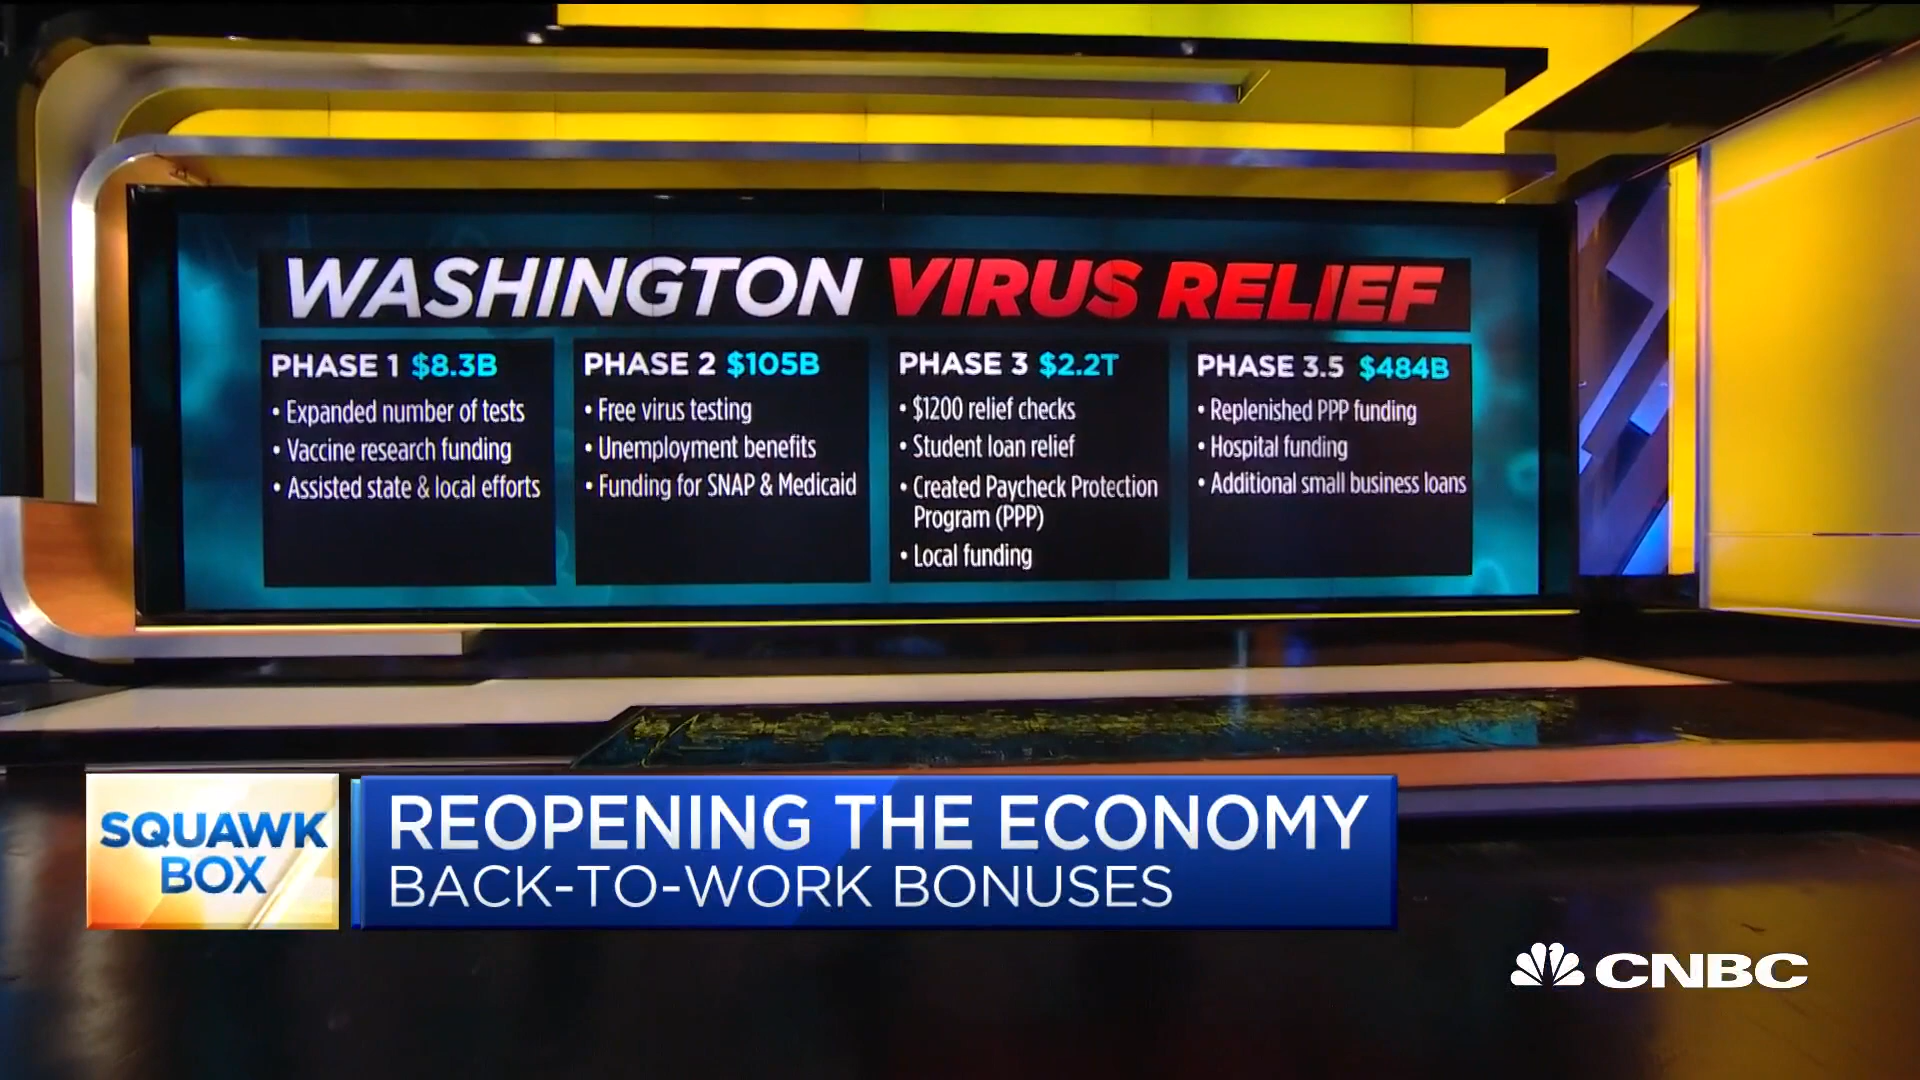 WASHINGTON VIRUS RELIEF
PHASE 1 $8.3B
• Expanded number of tests
• Vaccine research funding
• Assisted state & local efforts
PHASE 2 $105B
• Free virus testing
• Unemployment benefits
• Funding for SNAP & Medicaid
PHASE 3 $2.2T
• $1200 relief checks
• Student loan relief
• Created Paycheck Protection
Program (PPP)
• Local funding
PHASE 3.5 $484B
• Replenished PPP funding
• Hospital funding
• Additional small business loans
SQUAWK
BOX
REOPENING THE ECONOMY
BACK-TO-WORK BONUSES
CNBC